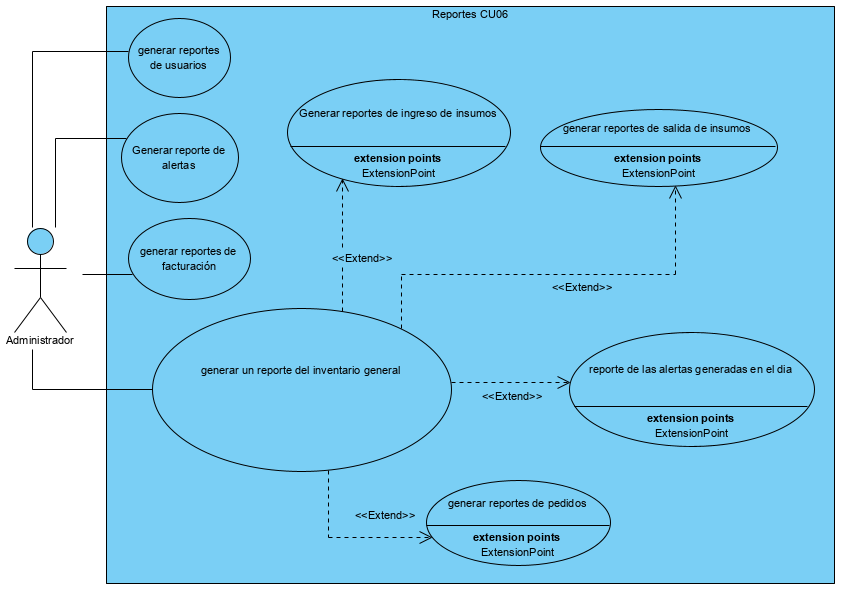 Reportes CU06
generar reportes
de usuarios
Generar reporte de
alertas
generar reportes de
facturación
Administrador
Generar reportes de ingreso de insumos
extension points
ExtensionPoint
generar reportes de salida de insumos
extension points
ExtensionPoint
<<Extend>>
<<Extend>>
generar un reporte del inventario general
reporte de las alertas generadas en el dia
extension points
ExtensionPoint
<<Extend>>
<<Extend>>
generar reportes de pedidos
extension points
ExtensionPoint